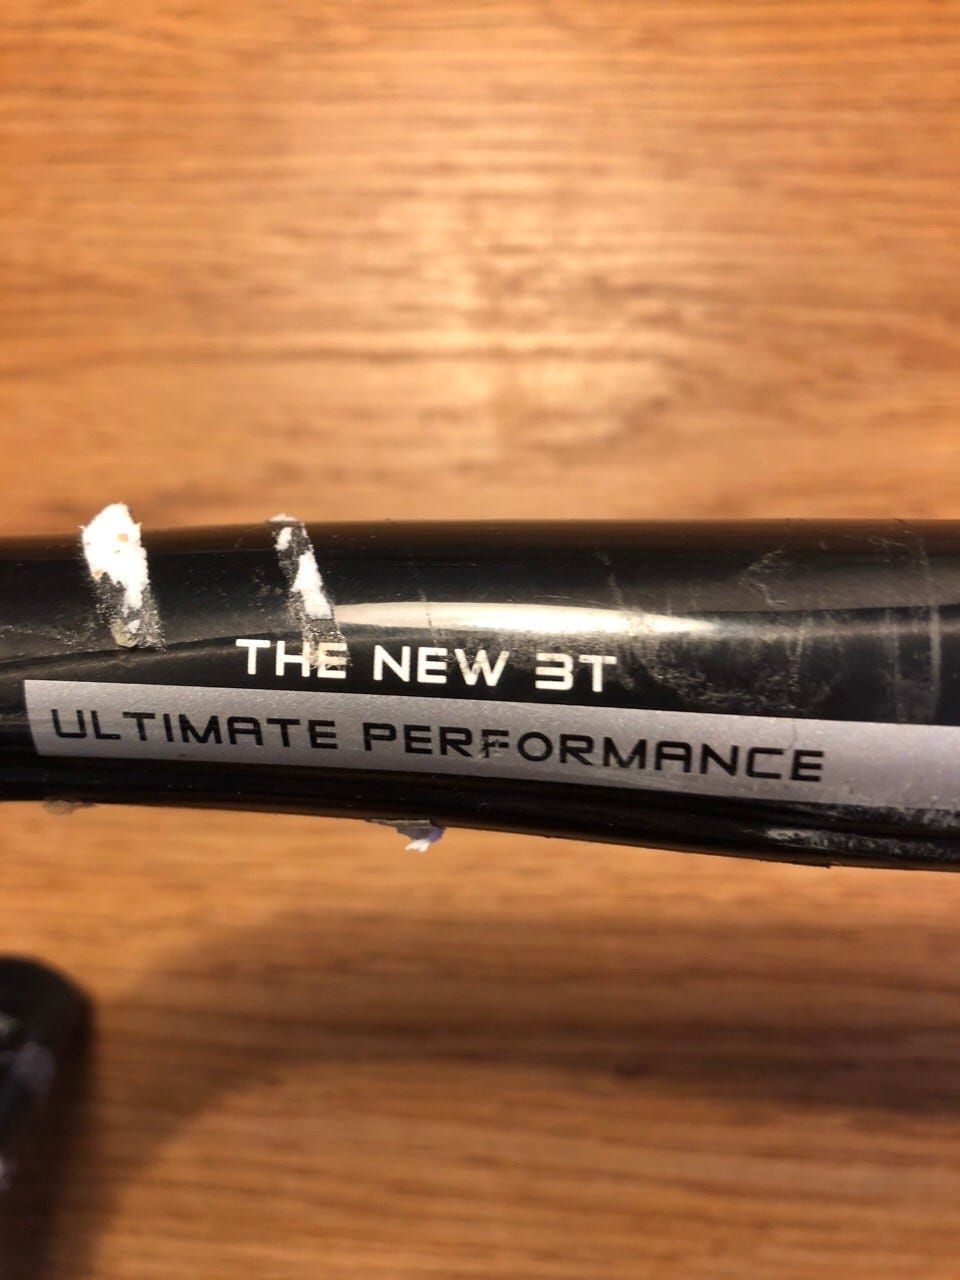 THE NEW 3T
ULTIMATE PERFORMANCE